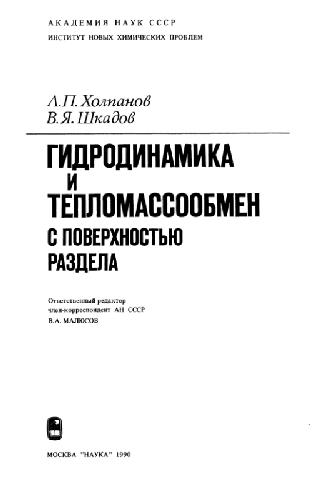 АКАДЕМИЯ НАУК СССР
ИНСТИТУТ НОВЫХ ХИМИЧЕСКИХ ПРОБЛЕМ
Л.П. Холпанов
В.Я. Шкадов
ГИДРОДИНАМИКА
И
ТЕПЛОМАССООБМЕН
С ПОВЕРХНОСТЬЮ
РАЗДЕЛА
Ответственный редактор
член-корреспондент АН СССР
В.А. МАЛЮСОВ
МОСКВА "НАУКА" 1990